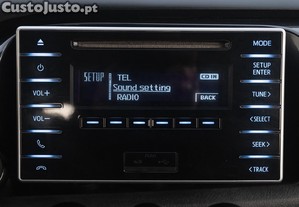 CustoJusto.pt
MODE
SETUP
ENTER
VOL+
TUNE>
VOL−
<SELECT
SEEK>
<TRACK
SETUP
TEL
CD IN
Sound setting
RADIO
BACK